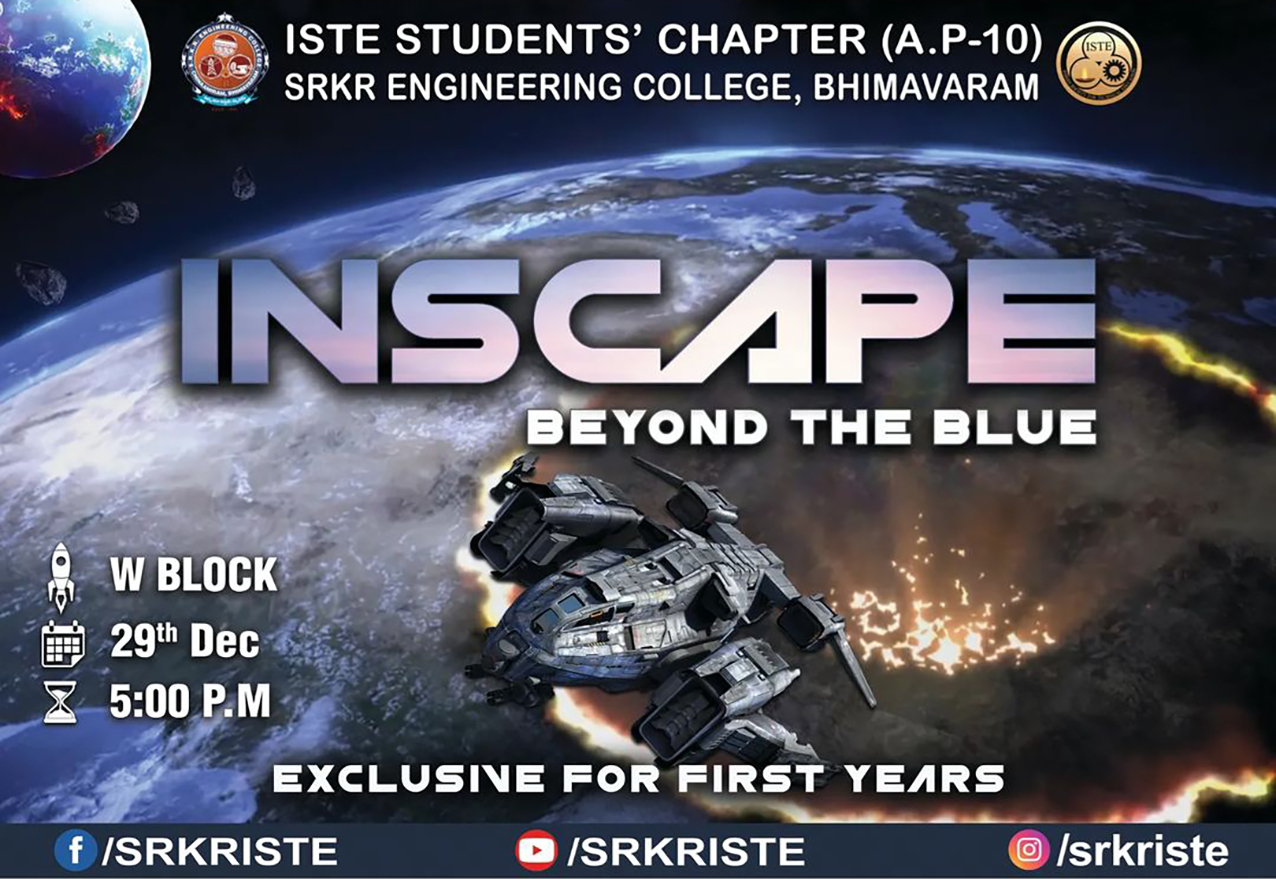 ISTE STUDENTS’ CHAPTER (A.P-10)
SRKR ENGINEERING COLLEGE, BHIMAVARAM
ISTE
INSCAPE
BEYOND THE BLUE
W BLOCK
29th Dec
5:00 P.M
EXCLUSIVE FOR FIRST YEARS
/SRKRISTE
/SRKRISTE
/srkriste